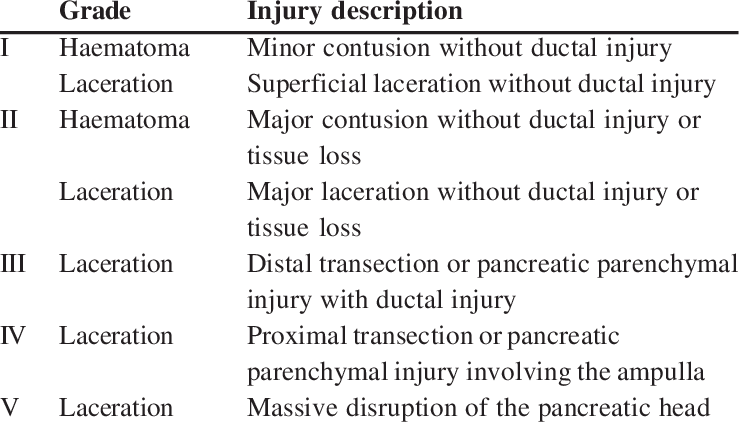 Grade Injury description
I Haematoma Minor contusion without ductal injury
Laceration Superficial laceration without ductal injury
II Haematoma Major contusion without ductal injury or
tissue loss
Laceration Major laceration without ductal injury or
tissue loss
III Laceration Distal transection or pancreatic parenchymal
injury with ductal injury
IV Laceration Proximal transection or pancreatic
parenchymal injury involving the ampulla
V Laceration Massive disruption of the pancreatic head